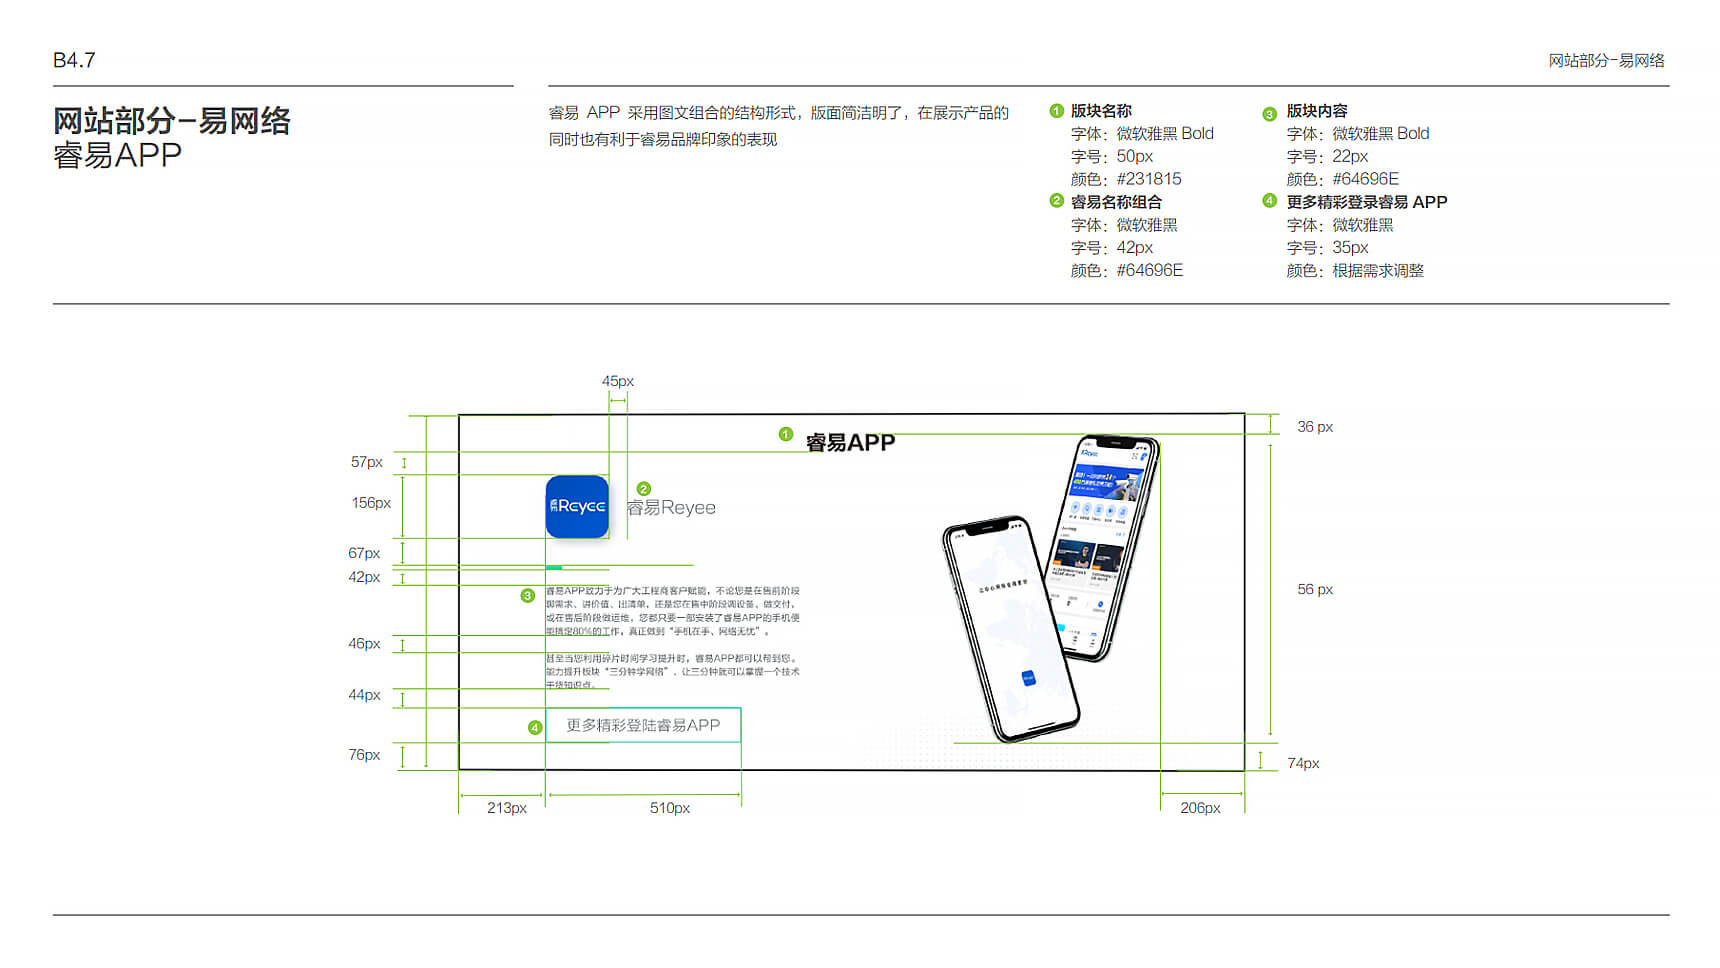 B4.7
网站部分-易网络
网站部分-易网络
睿易APP
睿易 APP 采用图文组合的结构形式，版面简洁明了，在展示产品的
同时也有利于睿易品牌印象的表现
1 版块名称
字体：微软雅黑 Bold
字号：50px
颜色：#231815
2 睿易名称组合
字体：微软雅黑
字号：42px
颜色：#64696E
3 版块内容
字体：微软雅黑 Bold
字号：22px
颜色：#64696E
4 更多精彩登录睿易 APP
字体：微软雅黑
字号：35px
颜色：根据需求调整
45px
1 睿易APP
36 px
57px
156px
睿易Reyee
2
睿易Reyee
67px
42px
3
睿易APP致力于为广大工程商客户赋能，不论您是在售前阶段
聊需求、讲价值、出清单，还是您在售中阶段调设备、做交付，
或在售后阶段做运维，您都只要一部安装了睿易APP的手机便
能搞定80%的工作，真正做到“手机在手、网络无忧”。
46px
甚至当您利用碎片时间学习提升时，睿易APP都可以帮到您。
能力提升板块“三分钟学网络”，让三分钟就可以掌握一个技术
干货知识点。
44px
4 更多精彩登陆睿易APP
76px
56 px
74px
213px
510px
206px